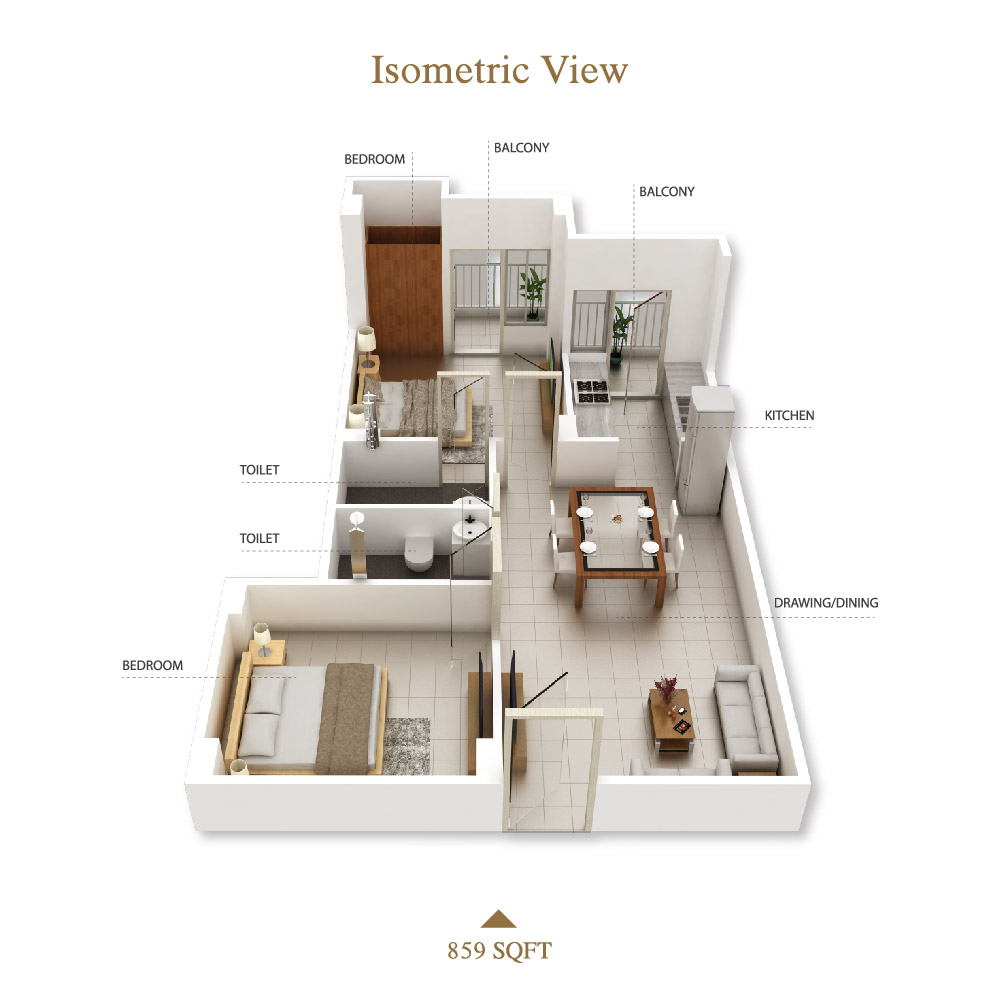 Isometric View
BALCONY
BEDROOM
BALCONY
KITCHEN
TOILET
TOILET
DRAWING/DINING
BEDROOM
859 SQFT